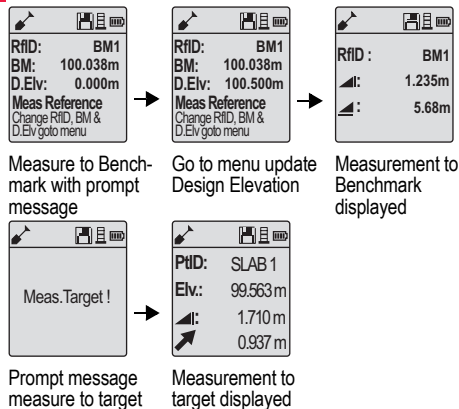 RfID: BM1
BM: 100.038m
D.Elv: 0.000m
Meas Reference
Change RfID, BM &
D.Elv goto menu
Measure to Bench-
mark with prompt
message
RfID: BM1
BM: 100.038m
D.Elv: 100.500m
Meas Reference
Change RfID, BM &
D.Elv goto menu
Go to menu update
Design Elevation
RfID : BM1
: 1.235m
: 5.68m
Measurement to
Benchmark
displayed
Meas.Target !
Prompt message
measure to target
PtID: SLAB 1
Elv.: 99.563 m
: 1.710 m
0.937 m
Measurement to
target displayed